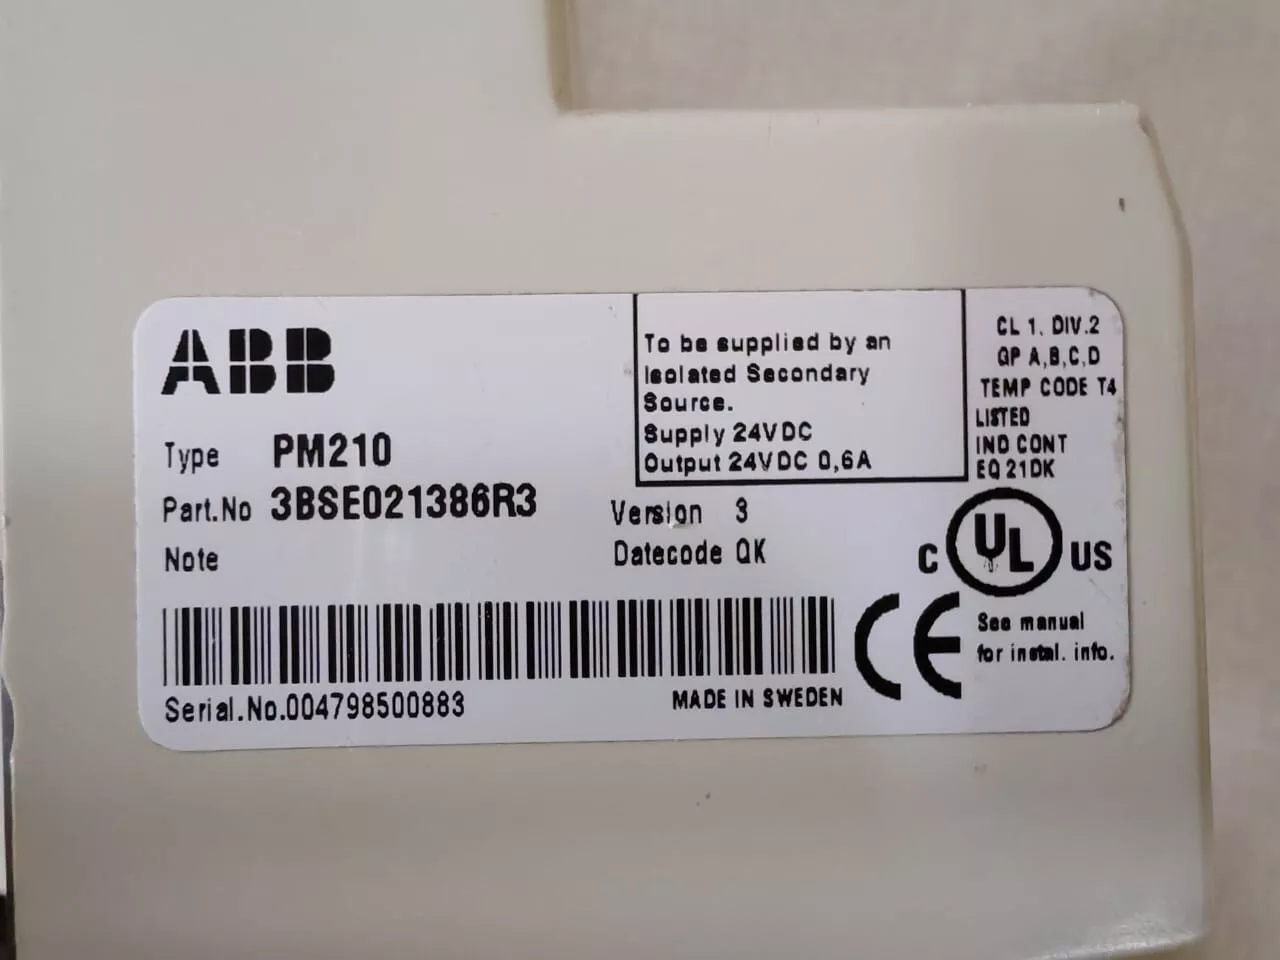 ABB
Type PM210
Part.No 3BSE021386R3
Note
To be supplied by an
Isolated Secondary
Source.
Supply 24VDC
Output 24VDC 0,6A
Version 3
Datecode QK
CL 1, DIV.2
GP A,B,C,D
TEMP CODE T4
LISTED
IND CONT
EQ 21DK
C UL US
CE
See manual
for instal. info.
Serial.No.004798500883
MADE IN SWEDEN